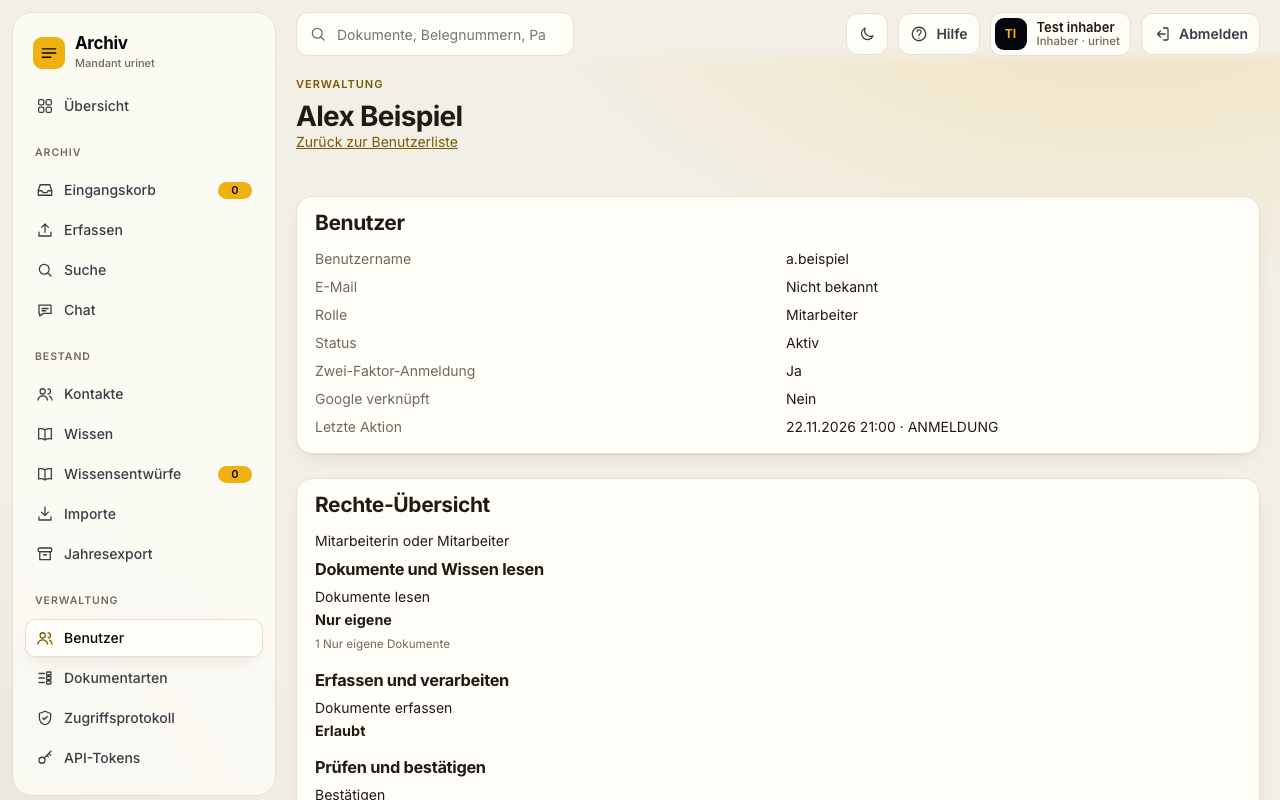 Archiv
Mandant urinet
Übersicht
ARCHIV
Eingangskorb 0
Erfassen
Suche
Chat
BESTAND
Kontakte
Wissen
Wissensentwürfe 0
Importe
Jahresexport
VERWALTUNG
Benutzer
Dokumentarten
Zugriffsprotokoll
API-Tokens
Dokumente, Belegnummern, Pa
Hilfe
TI
Test inhaber
Inhaber · urinet
Abmelden
VERWALTUNG
Alex Beispiel
Zurück zur Benutzerliste
Benutzer
Benutzername a.beispiel
E-Mail Nicht bekannt
Rolle Mitarbeiter
Status Aktiv
Zwei-Faktor-Anmeldung Ja
Google verknüpft Nein
Letzte Aktion 22.11.2026 21:00 · ANMELDUNG
Rechte-Übersicht
Mitarbeiterin oder Mitarbeiter
Dokumente und Wissen lesen
Dokumente lesen
Nur eigene
1 Nur eigene Dokumente
Erfassen und verarbeiten
Dokumente erfassen
Erlaubt
Prüfen und bestätigen
Bestätigen